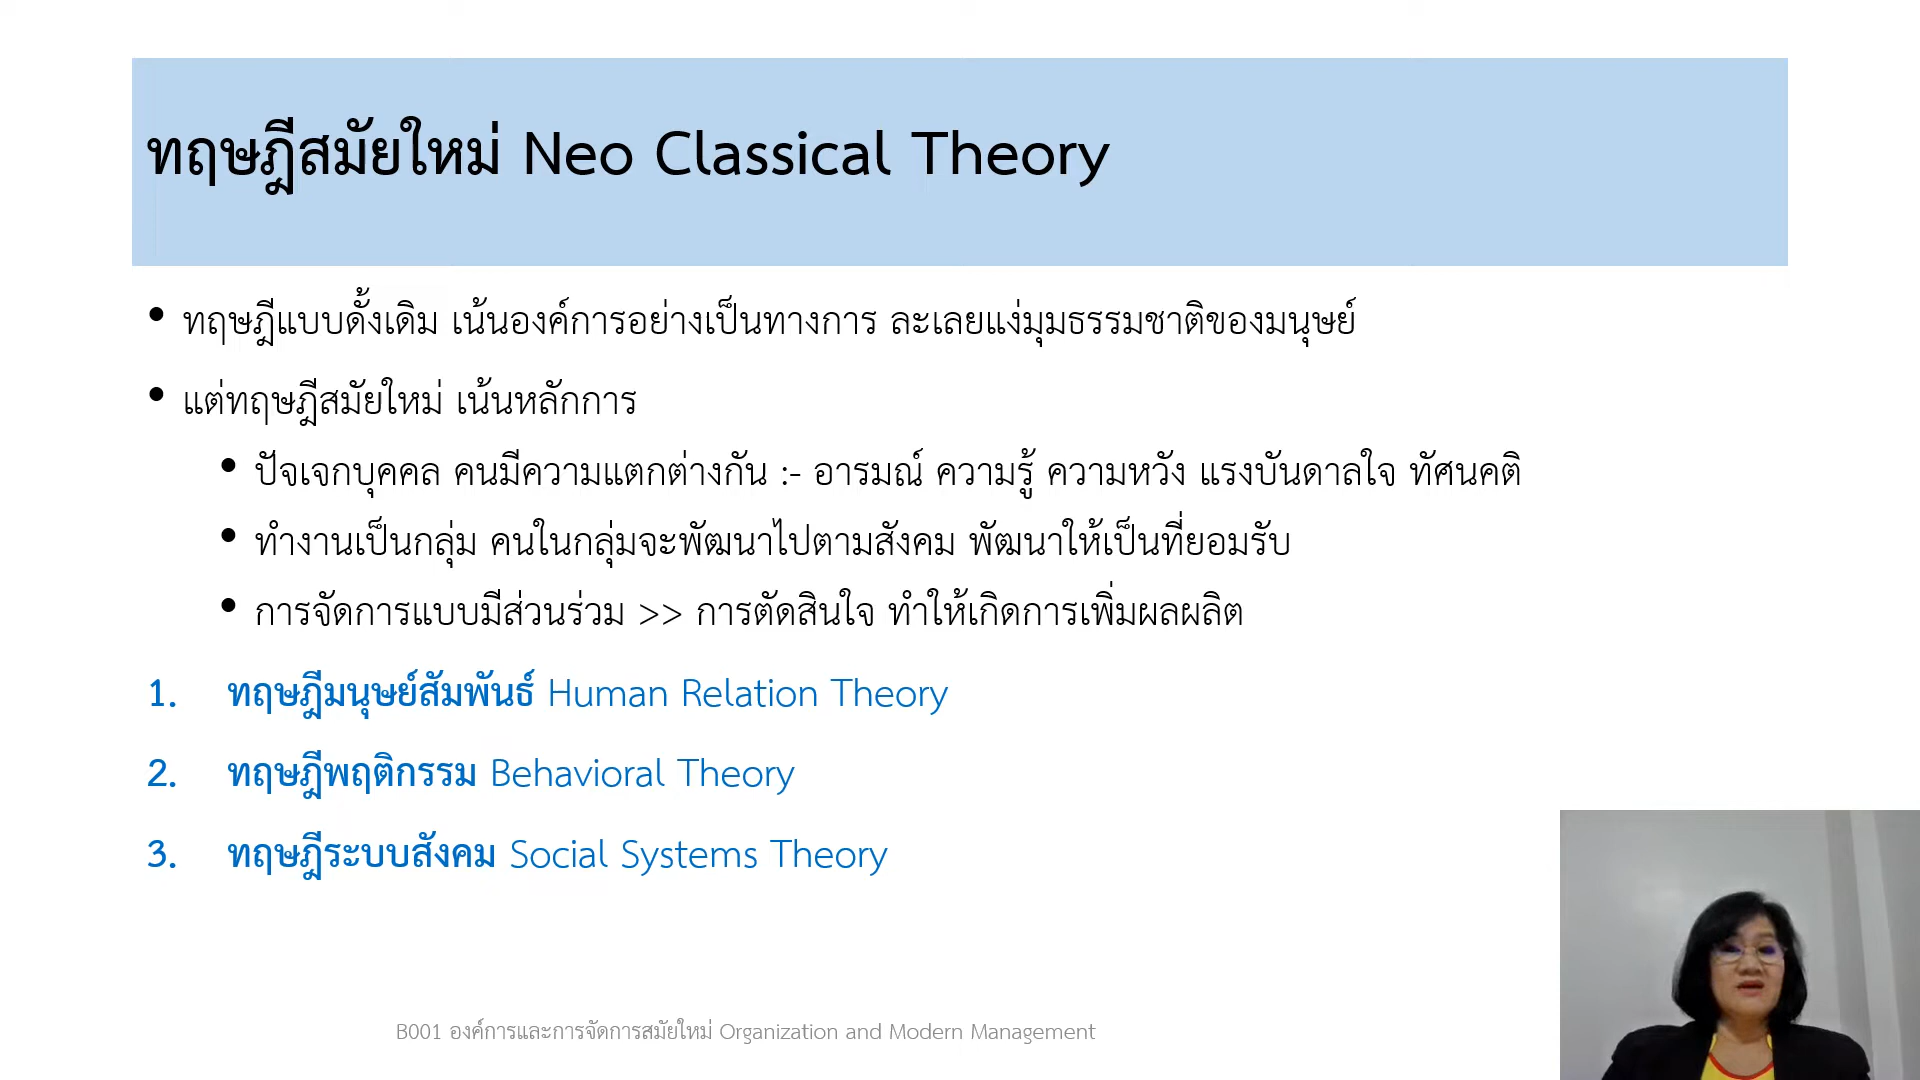 ทฤษฎีสมัยใหม่ Neo Classical Theory
• ทฤษฎีแบบดั้งเดิม เน้นองค์การอย่างเป็นทางการ ละเลยแง่มุมธรรมชาติของมนุษย์
• แต่ทฤษฎีสมัยใหม่ เน้นหลักการ
• ปัจเจกบุคคล คนมีความแตกต่างกัน :- อารมณ์ ความรู้ ความหวัง แรงบันดาลใจ ทัศนคติ
• ทำงานเป็นกลุ่ม คนในกลุ่มจะพัฒนาไปตามสังคม พัฒนาให้เป็นที่ยอมรับ
• การจัดการแบบมีส่วนร่วม >> การตัดสินใจ ทำให้เกิดการเพิ่มผลผลิต
1. ทฤษฎีมนุษย์สัมพันธ์ Human Relation Theory
2. ทฤษฎีพฤติกรรม Behavioral Theory
3. ทฤษฎีระบบสังคม Social Systems Theory
B001 องค์การและการจัดการสมัยใหม่ Organization and Modern Management